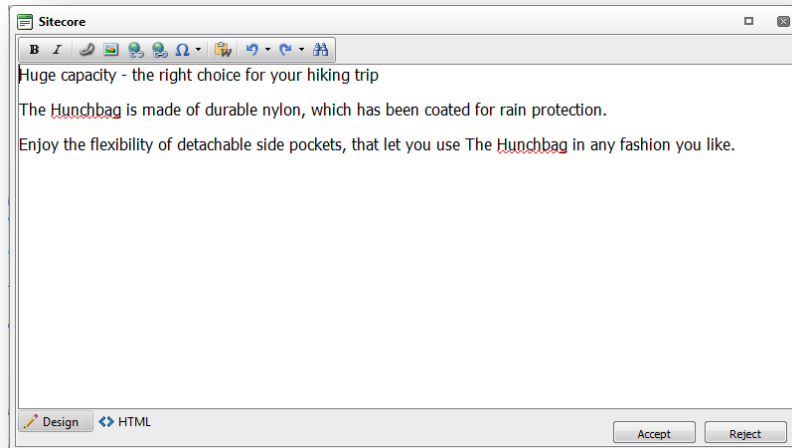 Sitecore
B I Ω
Huge capacity - the right choice for your hiking trip
The Hunchbag is made of durable nylon, which has been coated for rain protection.
Enjoy the flexibility of detachable side pockets, that let you use The Hunchbag in any fashion you like.
Design <> HTML
Accept Reject